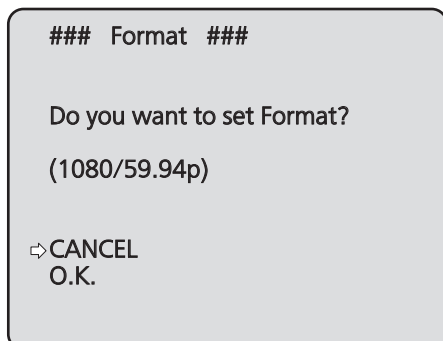 ### Format ###
Do you want to set Format?
(1080/59.94p)
⇨CANCEL
O.K.